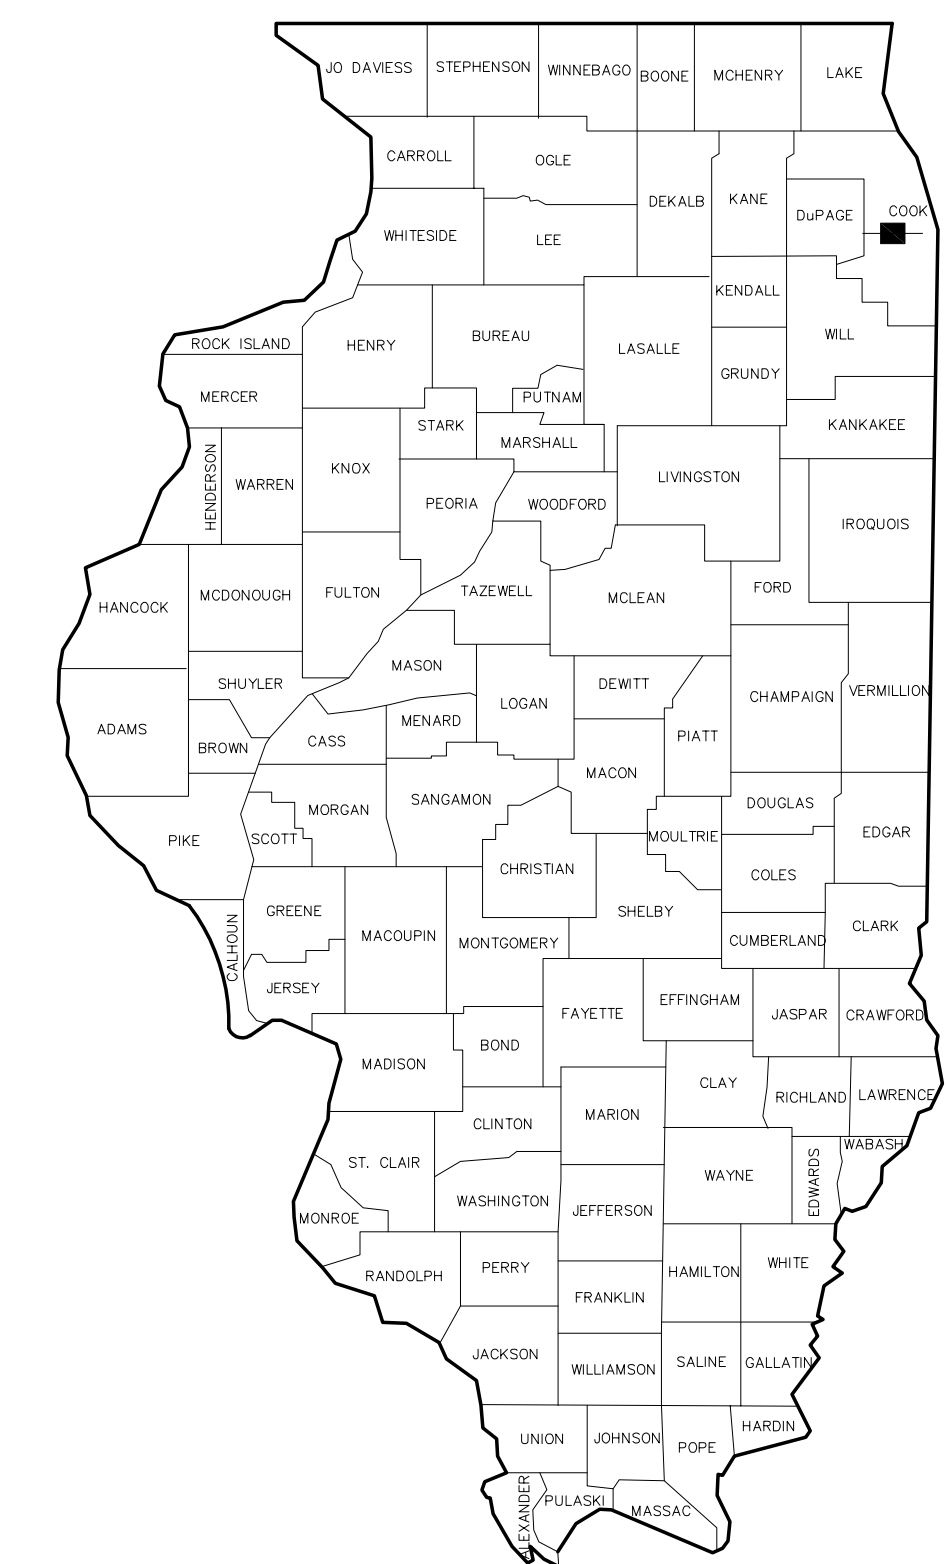 JO DAVIESS
STEPHENSON
WINNEBAGO
BOONE
MCHENRY
LAKE
CARROLL
OGLE
DEKALB
KANE
DuPAGE
COOK
WHITESIDE
LEE
KENDALL
ROCK ISLAND
HENRY
BUREAU
LASALLE
WILL
GRUNDY
MERCER
PUTNAM
STARK
MARSHALL
KANKAKEE
HENDERSON
WARREN
KNOX
PEORIA
WOODFORD
LIVINGSTON
IROQUOIS
HANCOCK
MCDONOUGH
FULTON
TAZEWELL
MCLEAN
FORD
MASON
SHUYLER
LOGAN
DEWITT
CHAMPAIGN
VERMILLION
ADAMS
BROWN
CASS
MENARD
PIATT
MACON
PIKE
SCOTT
MORGAN
SANGAMON
DOUGLAS
MOULTRIE
EDGAR
CHRISTIAN
COLES
GREENE
SHELBY
CALHOUN
MACOUPIN
MONTGOMERY
CUMBERLAND
CLARK
JERSEY
FAYETTE
EFFINGHAM
JASPAR
CRAWFORD
MADISON
BOND
CLAY
RICHLAND
LAWRENCE
CLINTON
MARION
ST. CLAIR
WAYNE
EDWARDS
WABASH
MONROE
WASHINGTON
JEFFERSON
RANDOLPH
PERRY
HAMILTON
WHITE
FRANKLIN
JACKSON
WILLIAMSON
SALINE
GALLATIN
UNION
JOHNSON
POPE
HARDIN
ALEXANDER
PULASKI
MASSAC